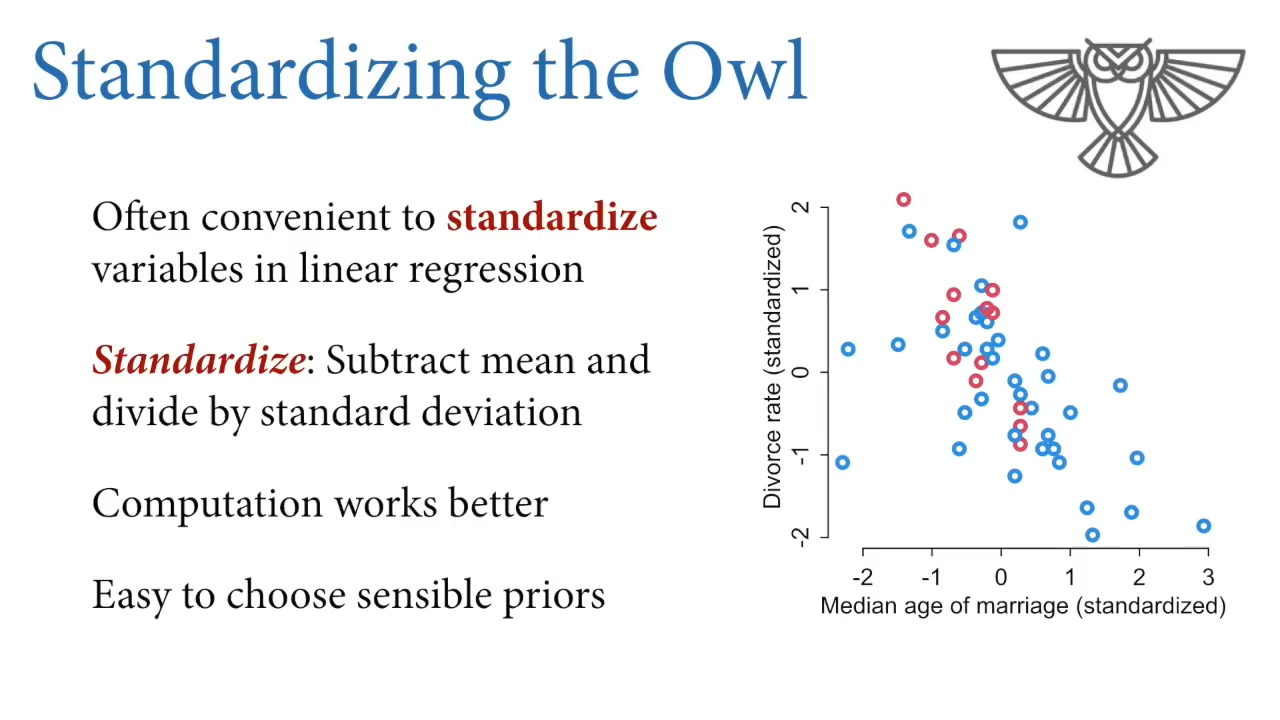 Standardizing the Owl
Often convenient to standardize
variables in linear regression
Standardize: Subtract mean and
divide by standard deviation
Computation works better
Easy to choose sensible priors
Divorce rate (standardized)
2
1
0
-1
-2
-2 -1 0 1 2 3
Median age of marriage (standardized)